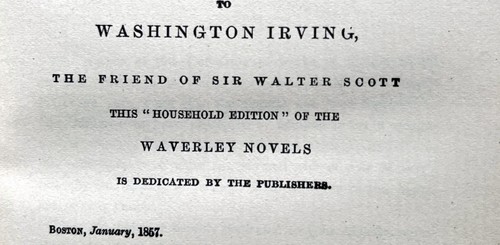 TO
WASHINGTON IRVING,
THE FRIEND OF SIR WALTER SCOTT
THIS "HOUSEHOLD EDITION" OF THE
WAVERLEY NOVELS
IS DEDICATED BY THE PUBLISHERS.
BOSTON, January, 1857.